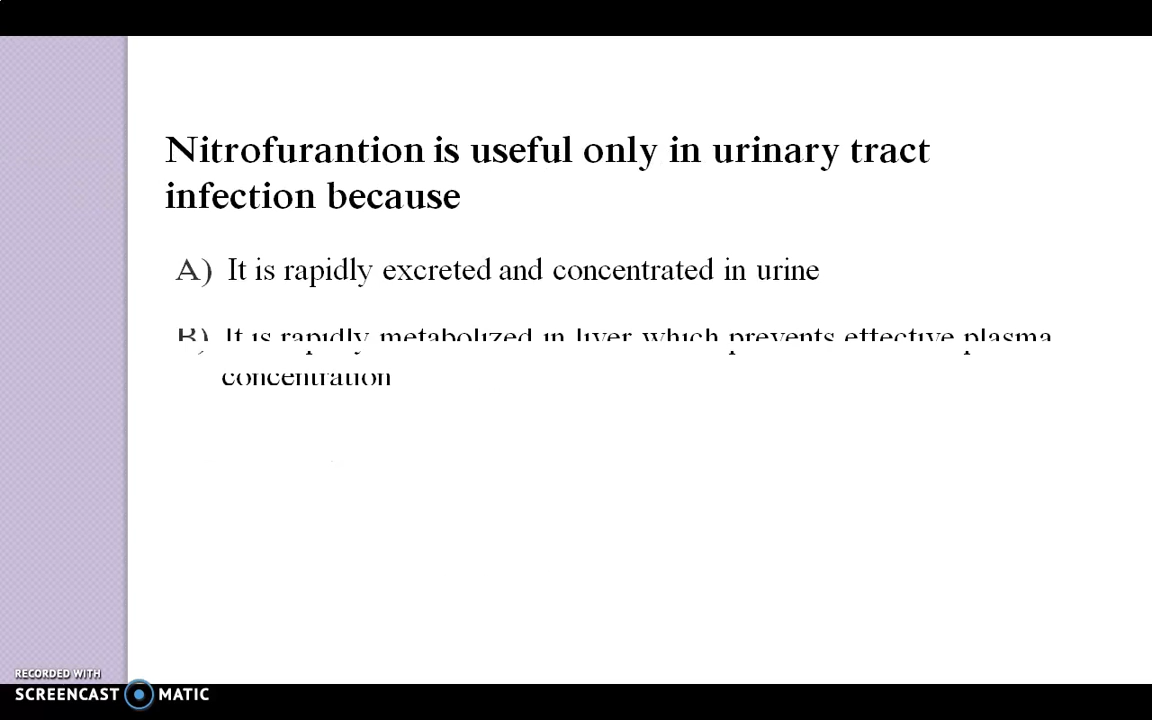 Nitrofurantion is useful only in urinary tract
infection because
A) It is rapidly excreted and concentrated in urine
B) It is rapidly metabolized in liver which prevents effective plasma
concentration
RECORDED WITH
SCREENCAST MATIC